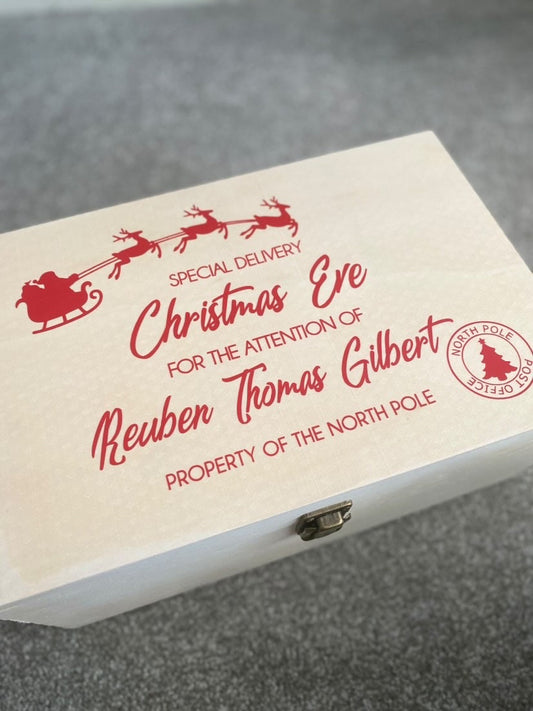 SPECIAL DELIVERY
Christmas Eve
FOR THE ATTENTION OF
Reuben Thomas Gilbert
PROPERTY OF THE NORTH POLE
NORTH POLE
POST OFFICE